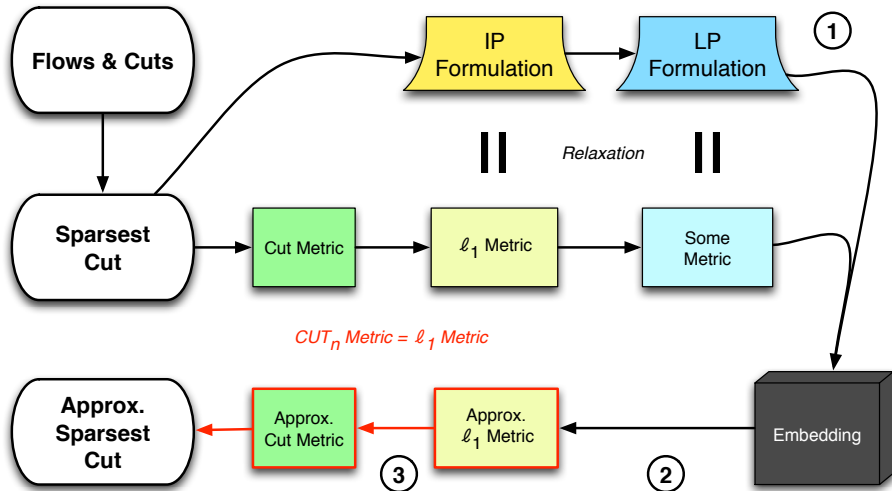 Flows & Cuts
IP
Formulation
LP
Formulation
1
Relaxation
Sparsest
Cut
Cut Metric
ℓ₁ Metric
Some
Metric
CUTₙ Metric = ℓ₁ Metric
Approx.
Sparsest
Cut
Approx.
Cut Metric
Approx.
ℓ₁ Metric
Embedding
3
2